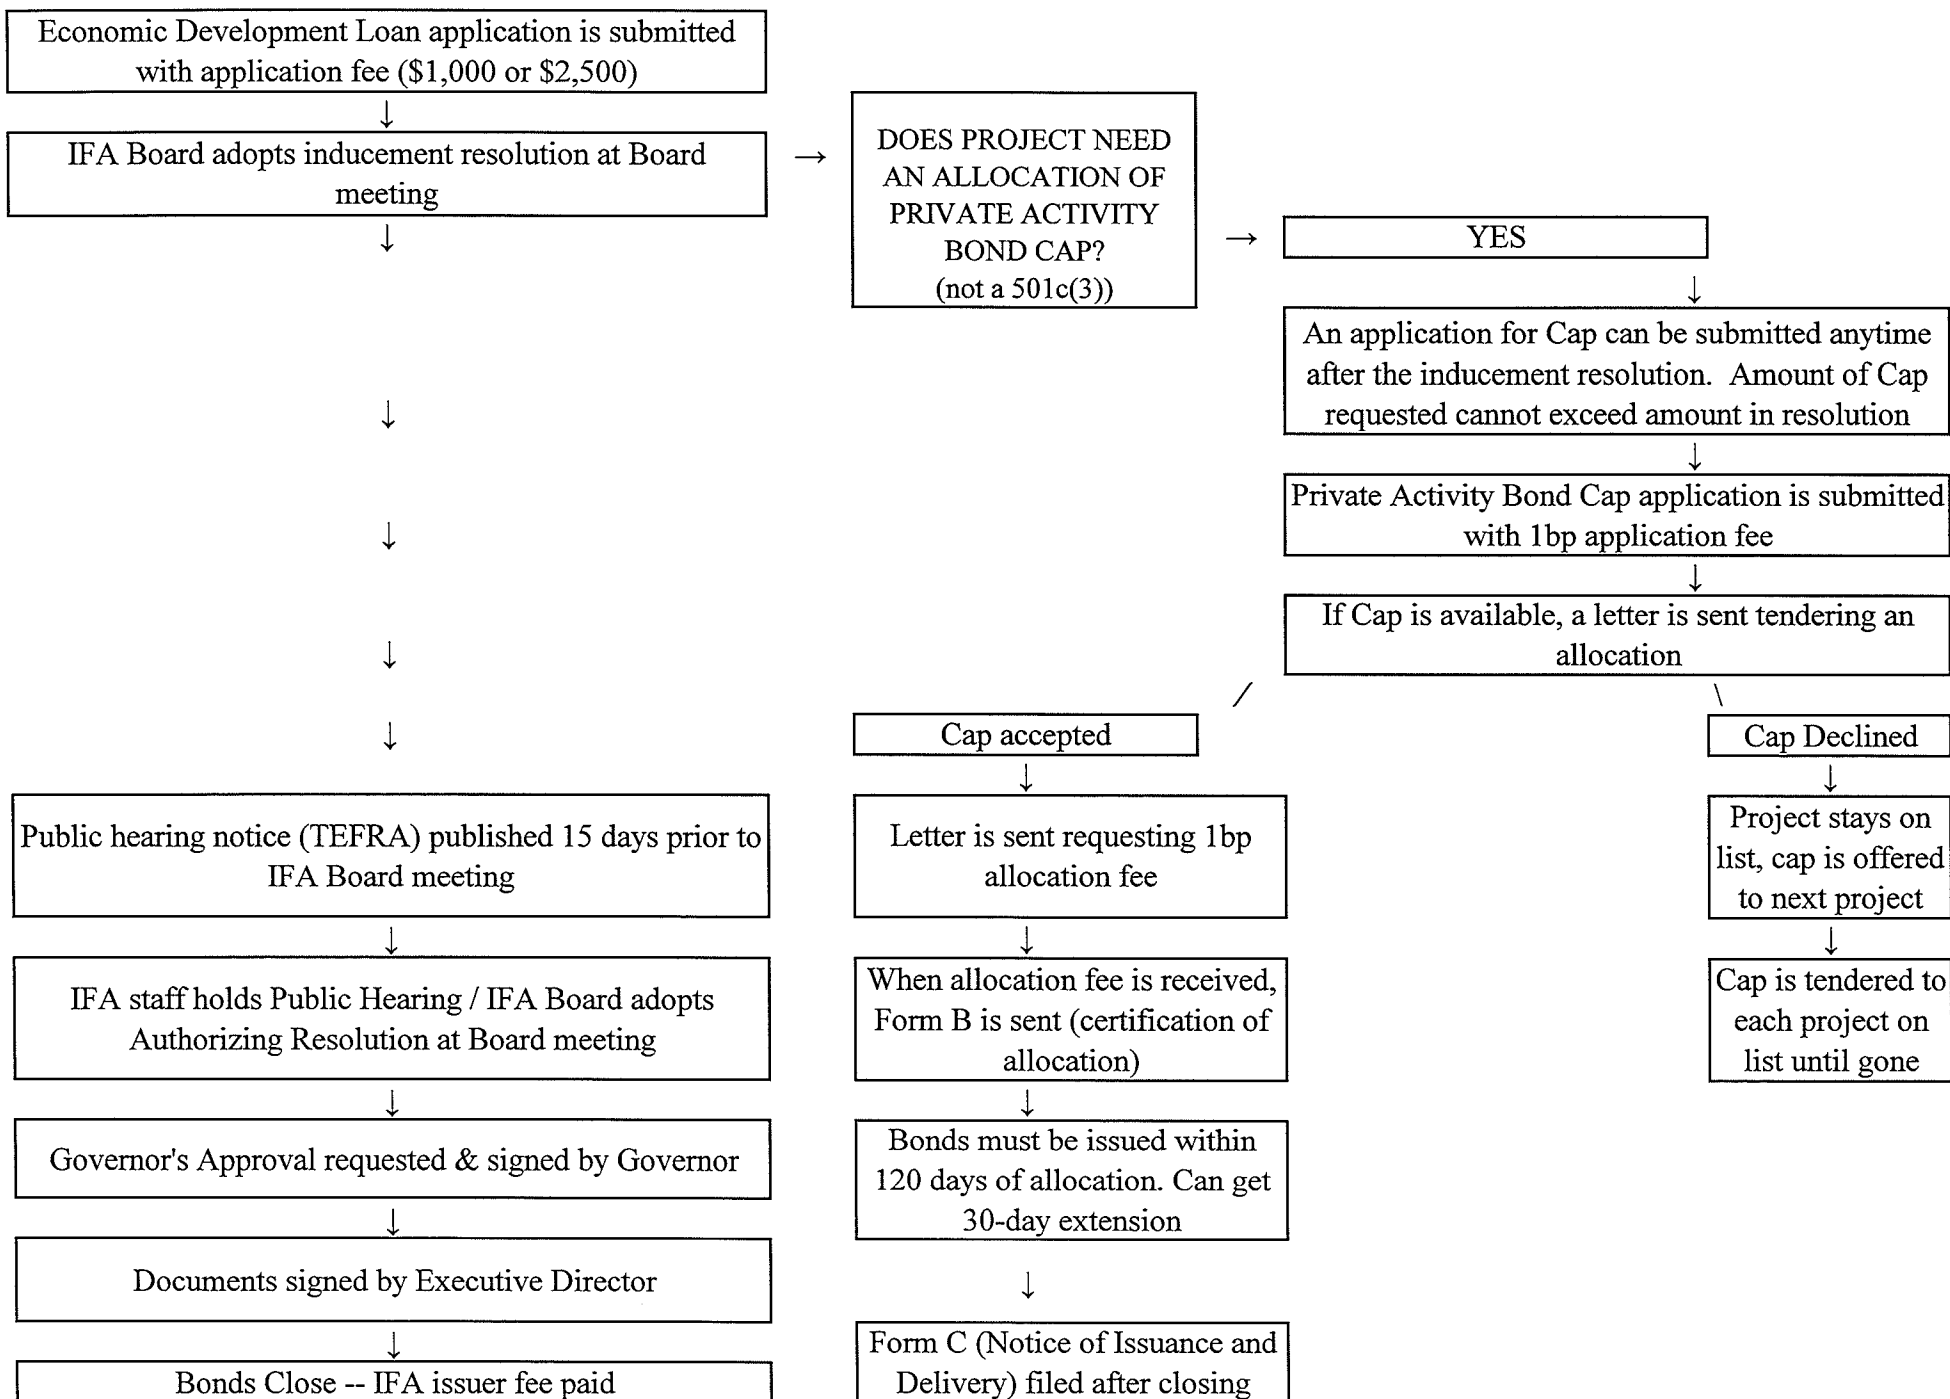 Economic Development Loan application is submitted
with application fee ($1,000 or $2,500)
↓
IFA Board adopts inducement resolution at Board
meeting
→
↓
DOES PROJECT NEED
AN ALLOCATION OF
PRIVATE ACTIVITY
BOND CAP?
(not a 501c(3))
→
YES
↓
An application for Cap can be submitted anytime
after the inducement resolution.  Amount of Cap
requested cannot exceed amount in resolution
↓
Private Activity Bond Cap application is submitted
with 1bp application fee
↓
If Cap is available, a letter is sent tendering an
allocation
/ \
↓
↓
↓
↓
Cap accepted
↓
Letter is sent requesting 1bp
allocation fee
↓
When allocation fee is received,
Form B is sent (certification of
allocation)
↓
Bonds must be issued within
120 days of allocation. Can get
30-day extension
↓
Form C (Notice of Issuance and
Delivery) filed after closing
Cap Declined
↓
Project stays on
list, cap is offered
to next project
↓
Cap is tendered to
each project on
list until gone
Public hearing notice (TEFRA) published 15 days prior to
IFA Board meeting
↓
IFA staff holds Public Hearing / IFA Board adopts
Authorizing Resolution at Board meeting
↓
Governor's Approval requested & signed by Governor
↓
Documents signed by Executive Director
↓
Bonds Close -- IFA issuer fee paid